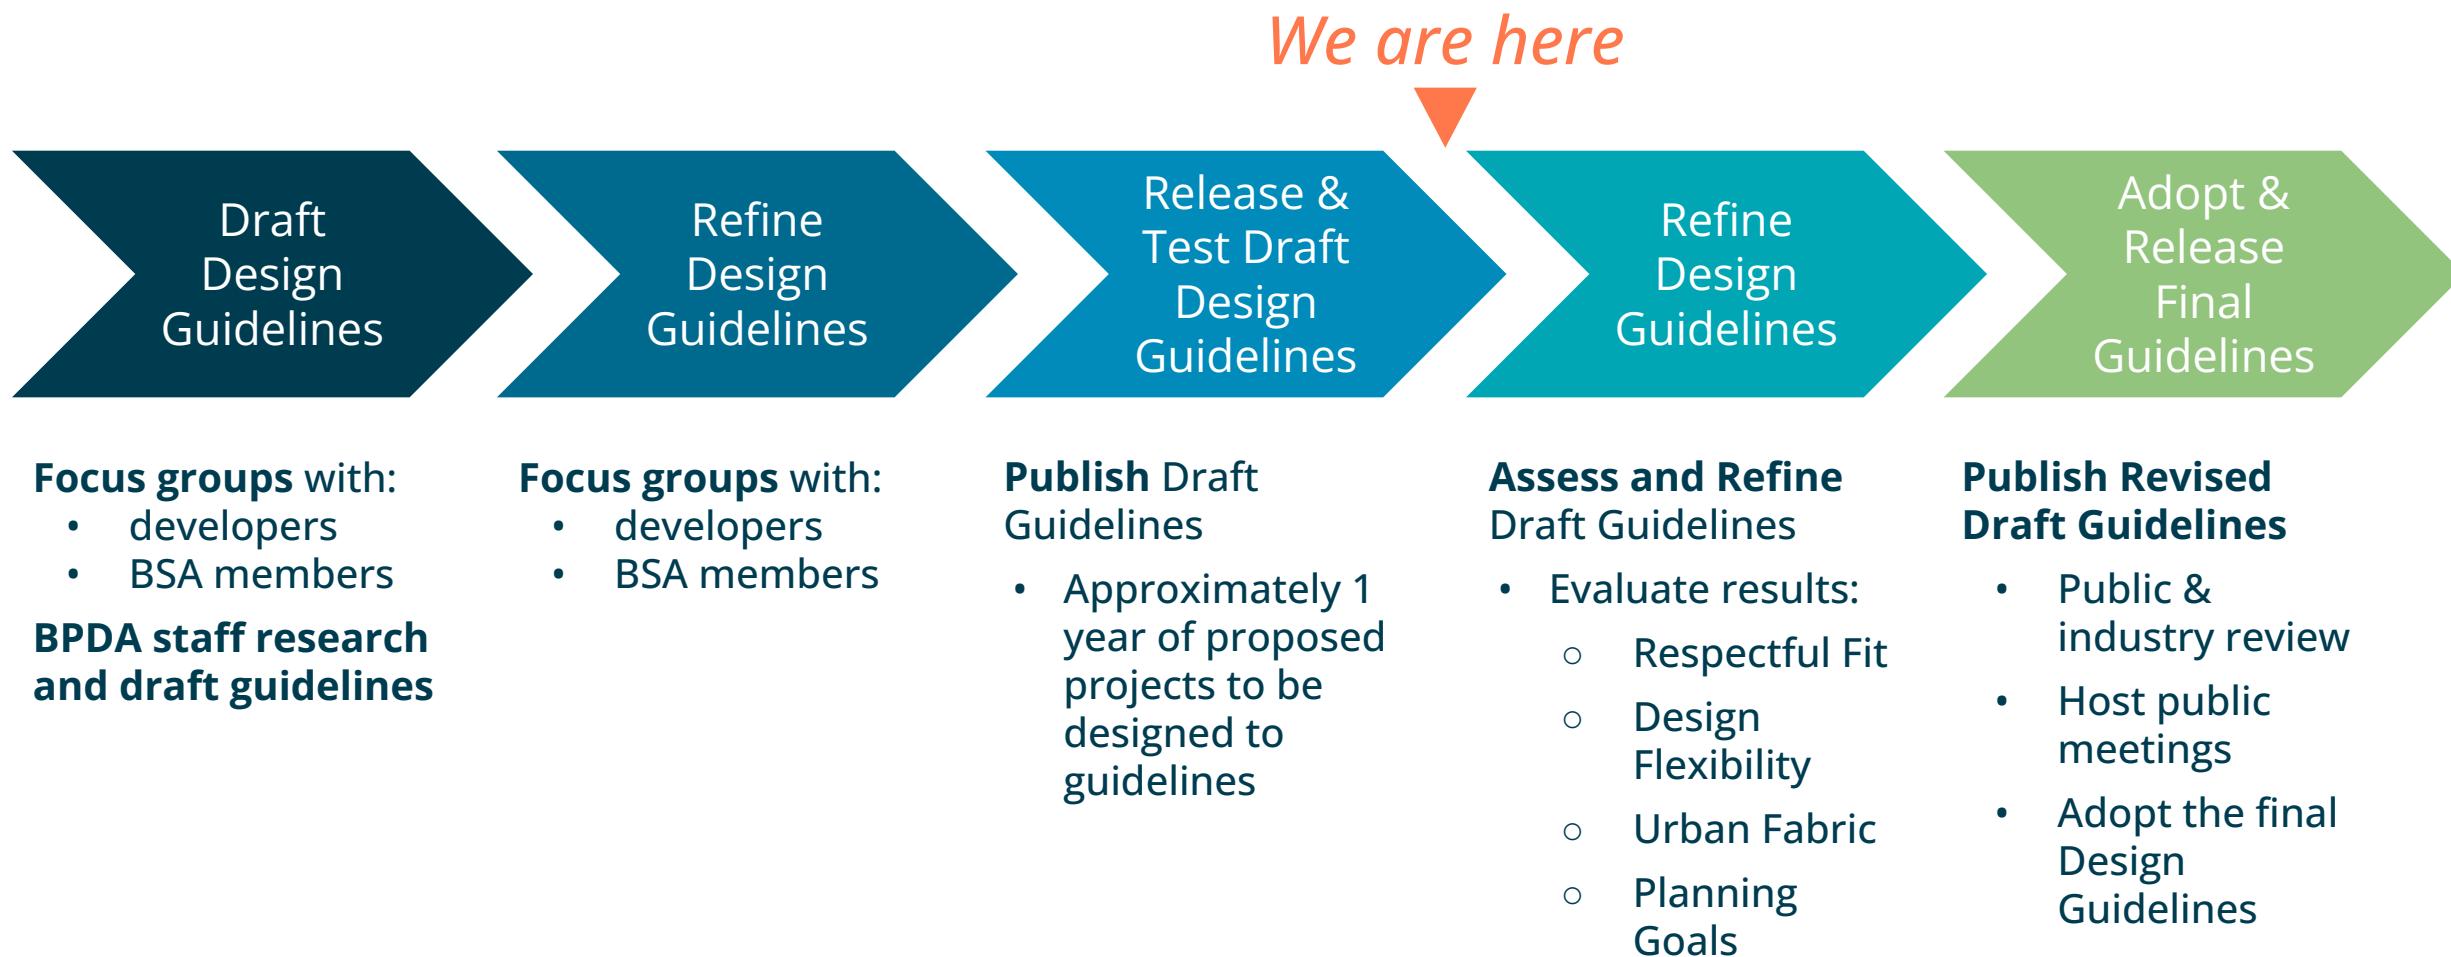 We are here
Draft
Design
Guidelines
Refine
Design
Guidelines
Release &
Test Draft
Design
Guidelines
Refine
Design
Guidelines
Adopt &
Release
Final
Guidelines
Focus groups with:
• developers
• BSA members
BPDA staff research
and draft guidelines
Focus groups with:
• developers
• BSA members
Publish Draft
Guidelines
• Approximately 1
year of proposed
projects to be
designed to
guidelines
Assess and Refine
Draft Guidelines
• Evaluate results:
○ Respectful Fit
○ Design
Flexibility
○ Urban Fabric
○ Planning
Goals
Publish Revised
Draft Guidelines
• Public &
industry review
• Host public
meetings
• Adopt the final
Design
Guidelines